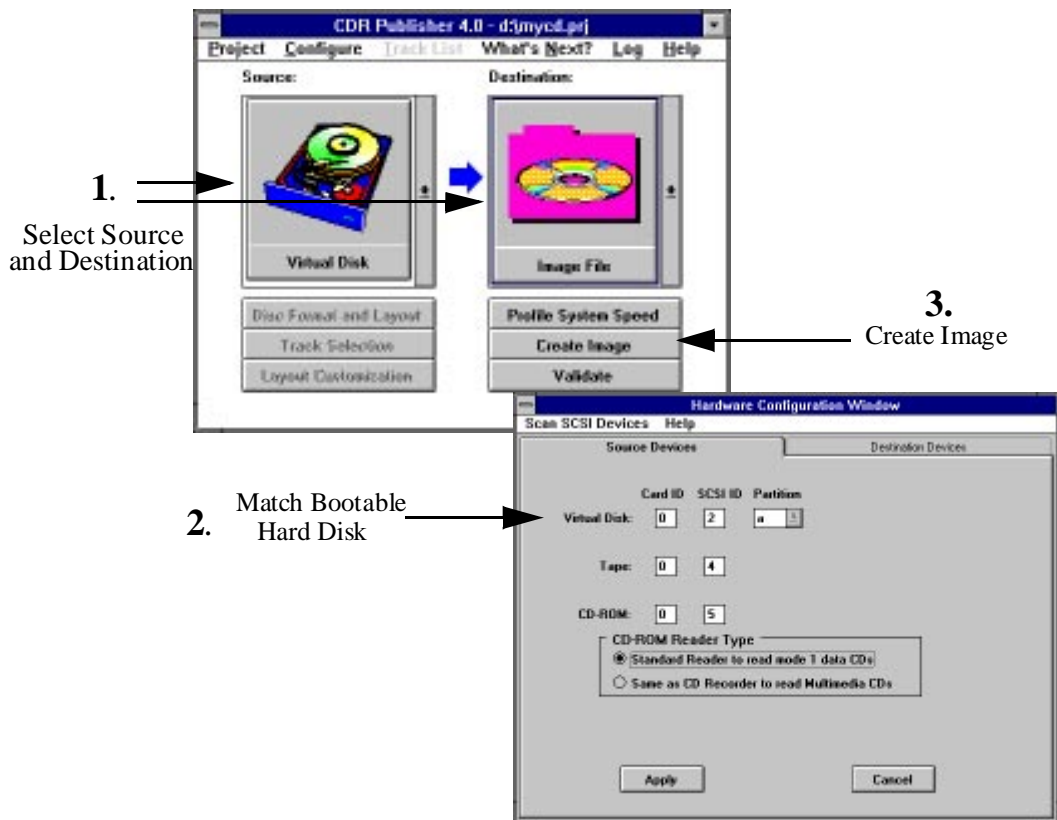 CDR Publisher 4.0 - d:\mycd.prj
Project Configure Track List What's Next? Log Help
Source: Destination:
1.
Select Source
and Destination
Virtual Disk
Image File
Disc Format and Layout
Track Selection
Layout Customization
Profile System Speed
Create Image
Validate
3.
Create Image
2.
Match Bootable
Hard Disk
Hardware Configuration Window
Scan SCSI Devices Help
Source Devices
Destination Devices
Card ID SCSI ID Partition
Virtual Disk: 0 2 a
Tape: 0 4
CD-ROM: 0 5
CD-ROM Reader Type
Standard Reader to read mode 1 data CDs
Same as CD Recorder to read Multimedia CDs
Apply
Cancel